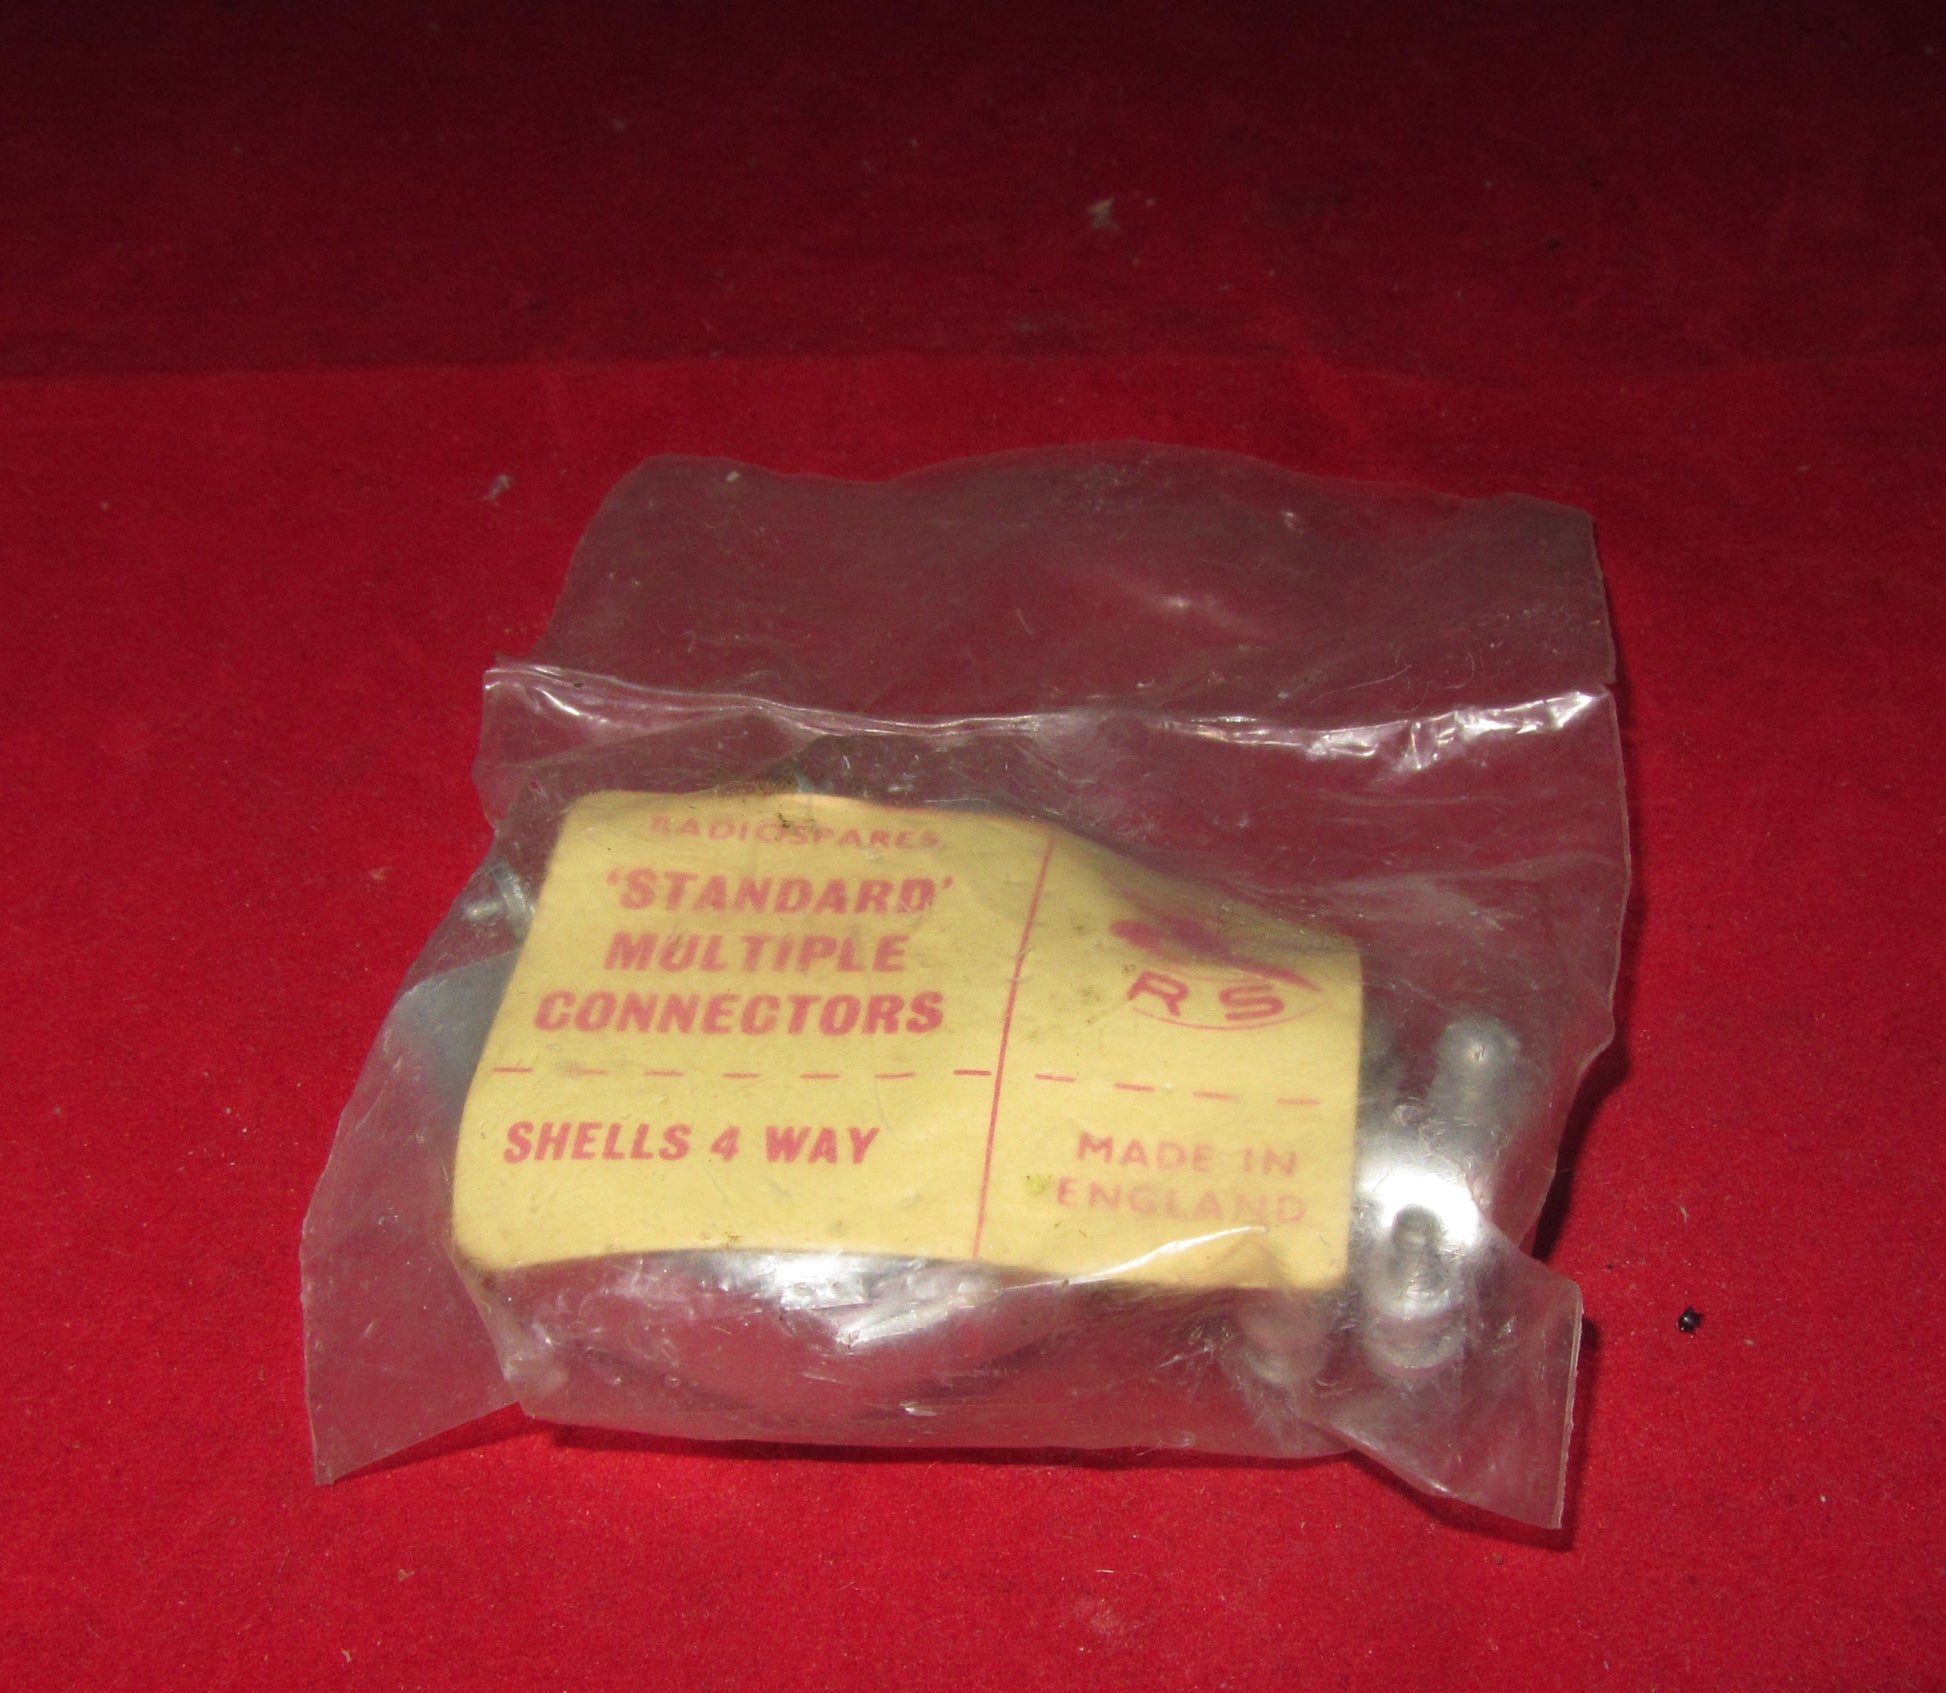 RADIOSPARES
'STANDARD'
MULTIPLE
CONNECTORS
SHELLS 4 WAY
RS
MADE IN
ENGLAND